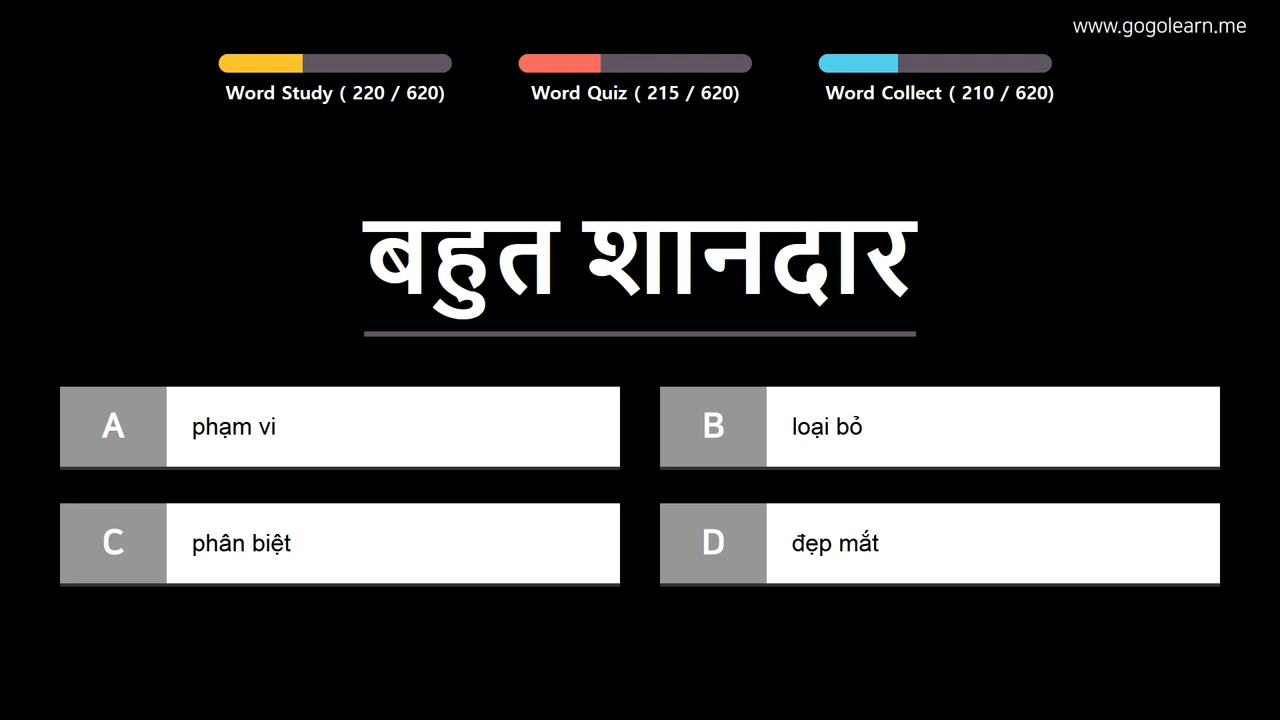 www.gogolearn.me
Word Study ( 220 / 620)
Word Quiz ( 215 / 620)
Word Collect ( 210 / 620)
बहुत शानदार
A
phạm vi
B
loại bỏ
C
phân biệt
D
đẹp mắt